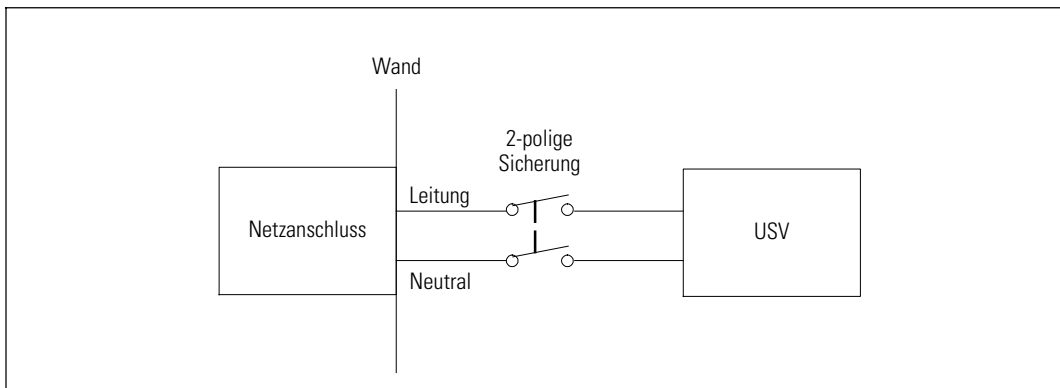 Wand
2-polige
Sicherung
Leitung
Netzanschluss
USV
Neutral